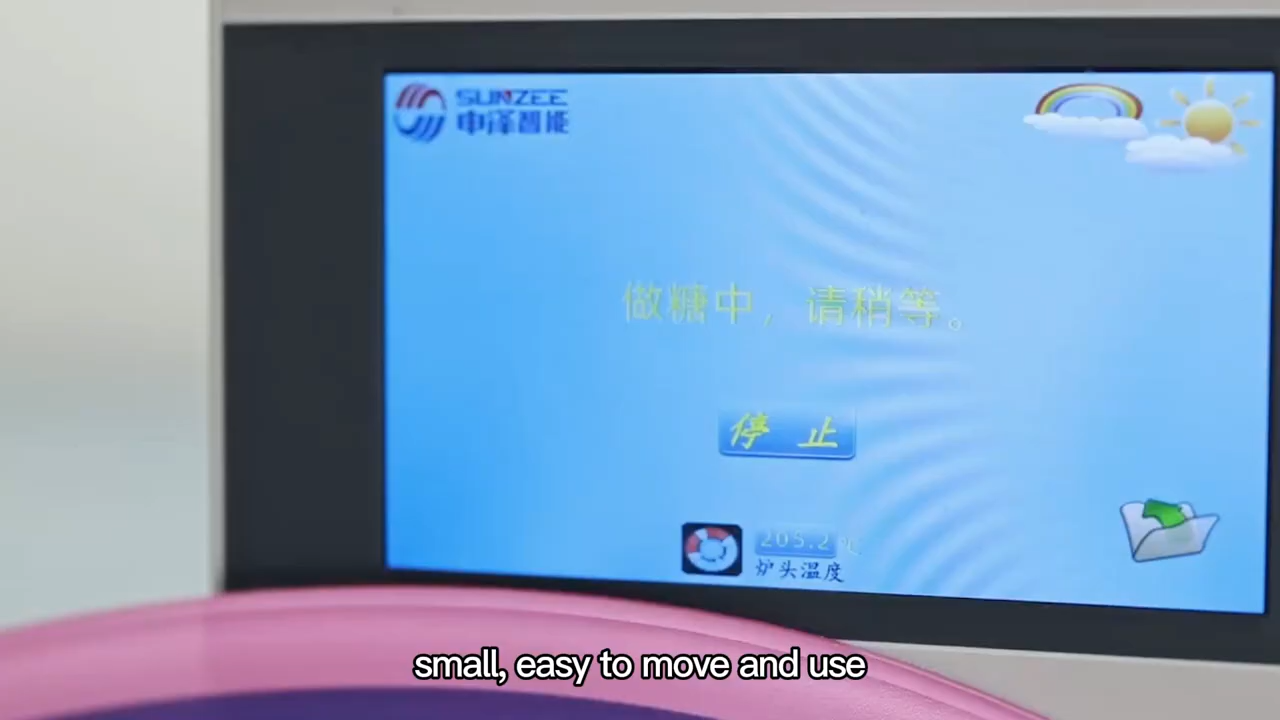 SUNZEE
申泽智能
做糖中，请稍等。
停 止
205.2 ℃
炉头温度
small, easy to move and use